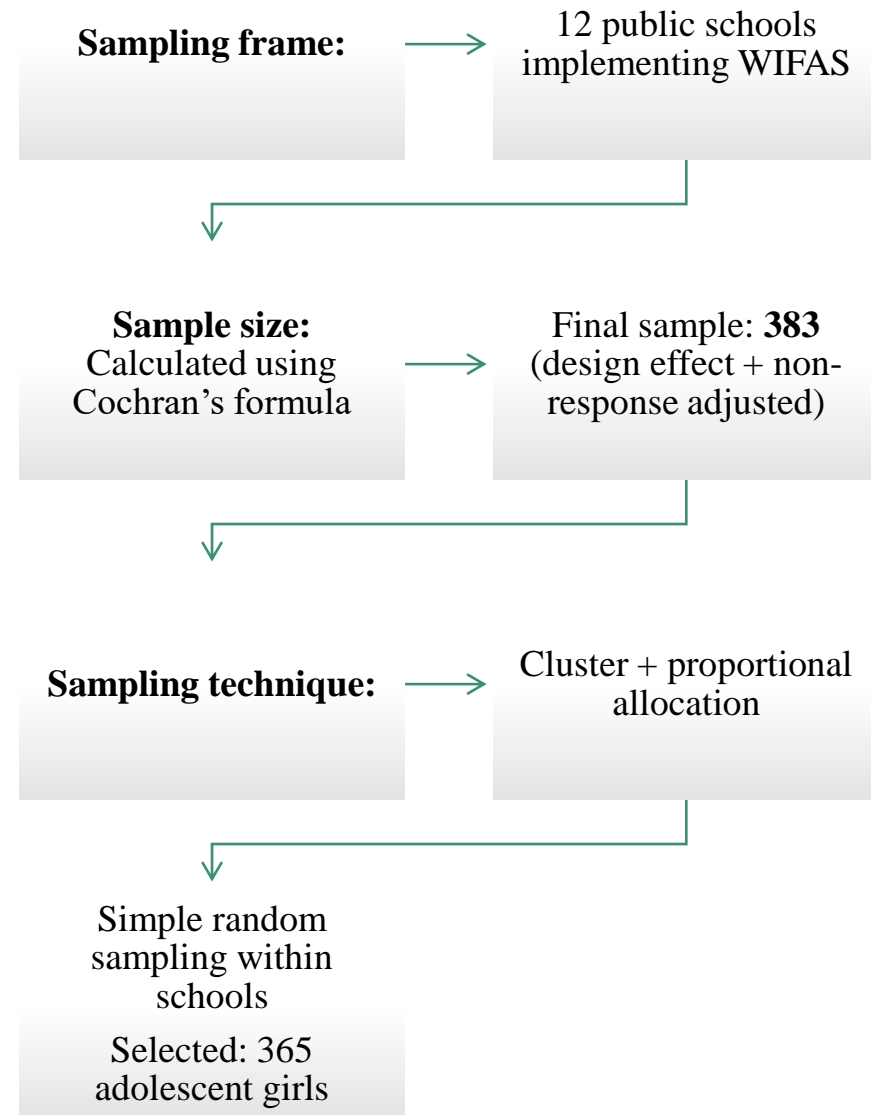 Sampling frame:
12 public schools
implementing WIFAS
Sample size:
Calculated using
Cochran’s formula
Final sample: 383
(design effect + non-
response adjusted)
Sampling technique:
Cluster + proportional
allocation
Simple random
sampling within
schools
Selected: 365
adolescent girls